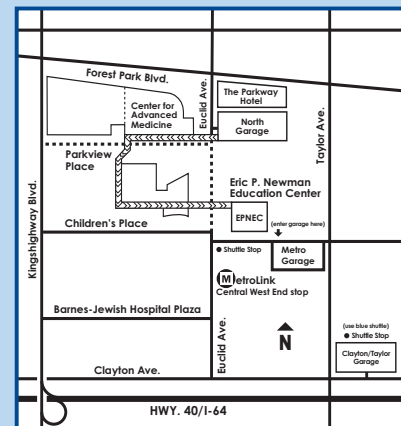 Forest Park Blvd.
Euclid Ave.
The Parkway
Hotel
Center for
Advanced
Medicine
North
Garage
Taylor Ave.
Parkview
Place
Eric P. Newman
Education Center
Kingshighway Blvd.
EPNEC
(enter garage here)
Children's Place
Shuttle Stop
Metro
Garage
MetroLink
Central West End stop
Barnes-Jewish Hospital Plaza
Euclid Ave.
N
(use blue shuttle)
Shuttle Stop
Clayton/Taylor
Garage
Clayton Ave.
HWY. 40/I-64